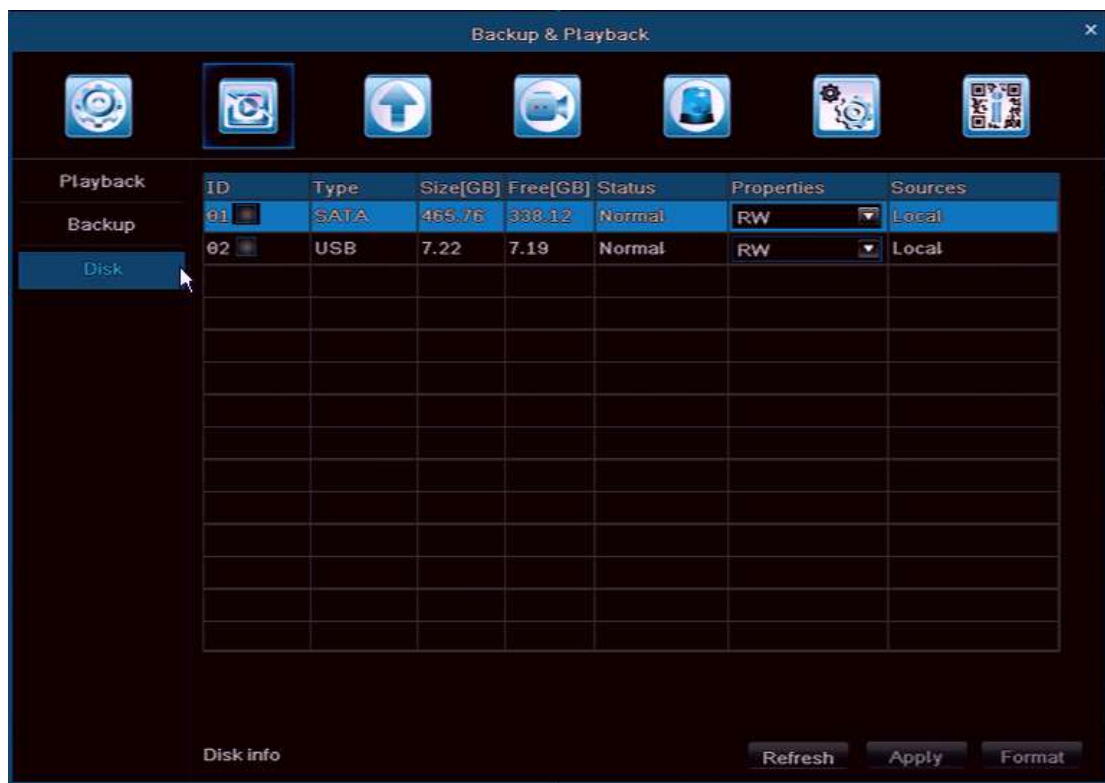 Backup & Playback
Playback
Backup
Disk
ID Type Size[GB] Free[GB] Status Properties Sources
01 SATA 465.76 338.12 Normal RW Local
02 USB 7.22 7.19 Normal RW Local
Disk info
Refresh Apply Format